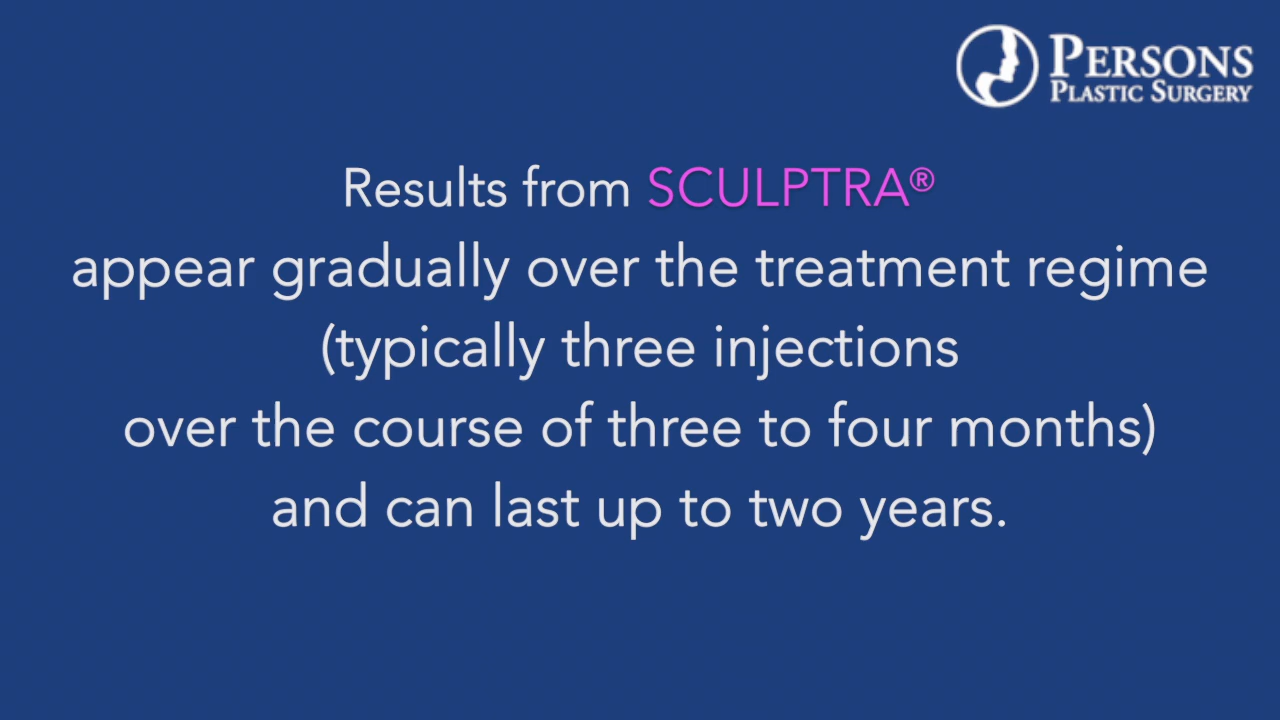 PERSONS
PLASTIC SURGERY
Results from SCULPTRA®
appear gradually over the treatment regime
(typically three injections
over the course of three to four months)
and can last up to two years.